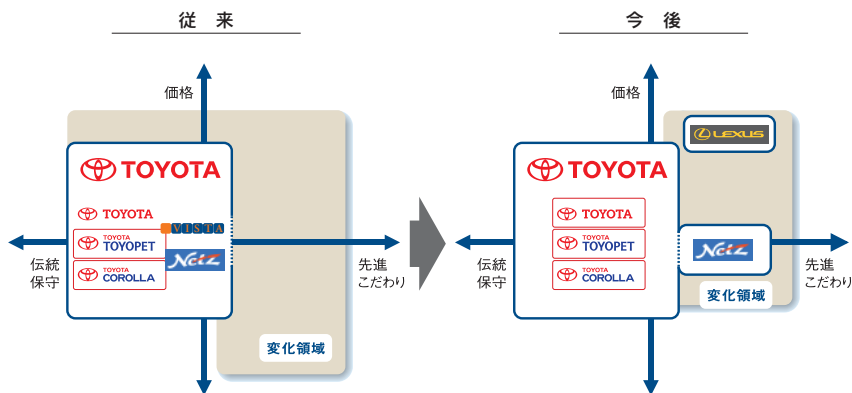 従来
今後
価格
TOYOTA
TOYOTA
VISTA
TOYOTA
TOYOPET
Netz
TOYOTA
COROLLA
伝統
保守
先進
こだわり
変化領域
価格
LEXUS
TOYOTA
TOYOTA
TOYOTA
TOYOPET
Netz
TOYOTA
COROLLA
伝統
保守
先進
こだわり
変化領域